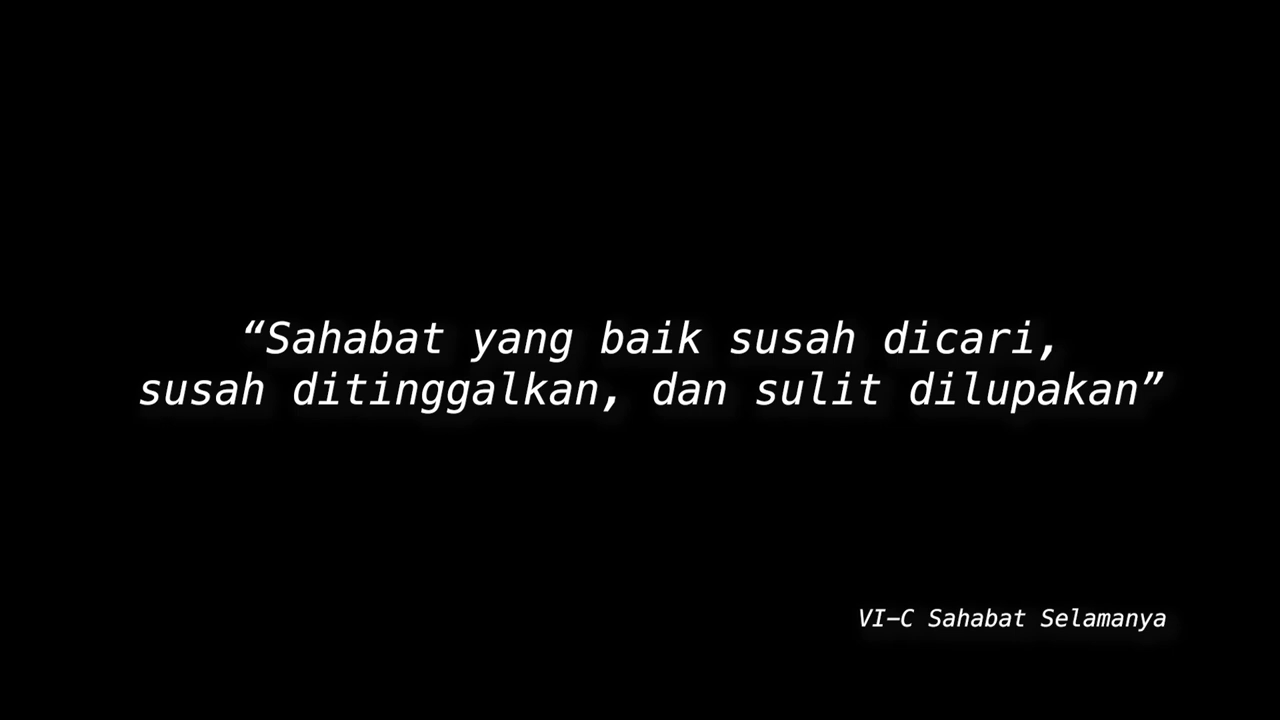 “Sahabat yang baik susah dicari,
susah ditinggalkan, dan sulit dilupakan”
VI-C Sahabat Selamanya